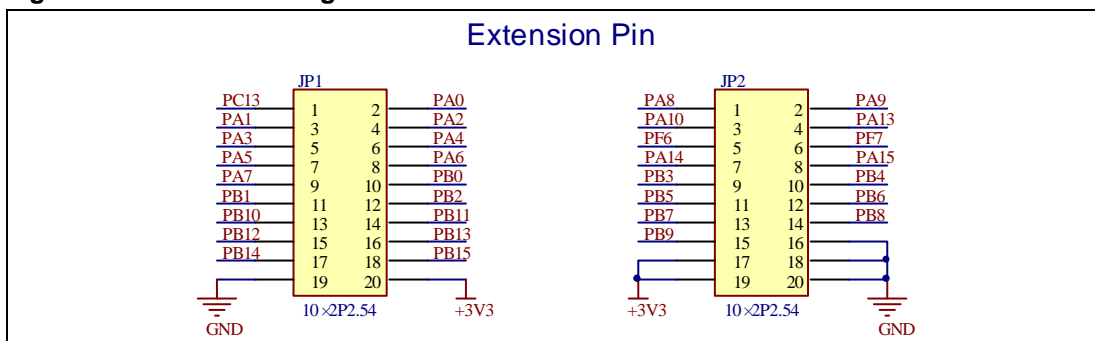 Extension Pin
JP1
PC13 1 2 PA0
PA1 3 4 PA2
PA3 5 6 PA4
PA5 7 8 PA6
PA7 9 10 PB0
PB1 11 12 PB2
PB10 13 14 PB11
PB12 15 16 PB13
PB14 17 18 PB15
19 20
10×2P2.54
GND
+3V3
JP2
PA8 1 2 PA9
PA10 3 4 PA13
PF6 5 6 PF7
PA14 7 8 PA15
PB3 9 10 PB4
PB5 11 12 PB6
PB7 13 14 PB8
PB9 15 16
17 18
19 20
+3V3
10×2P2.54
GND